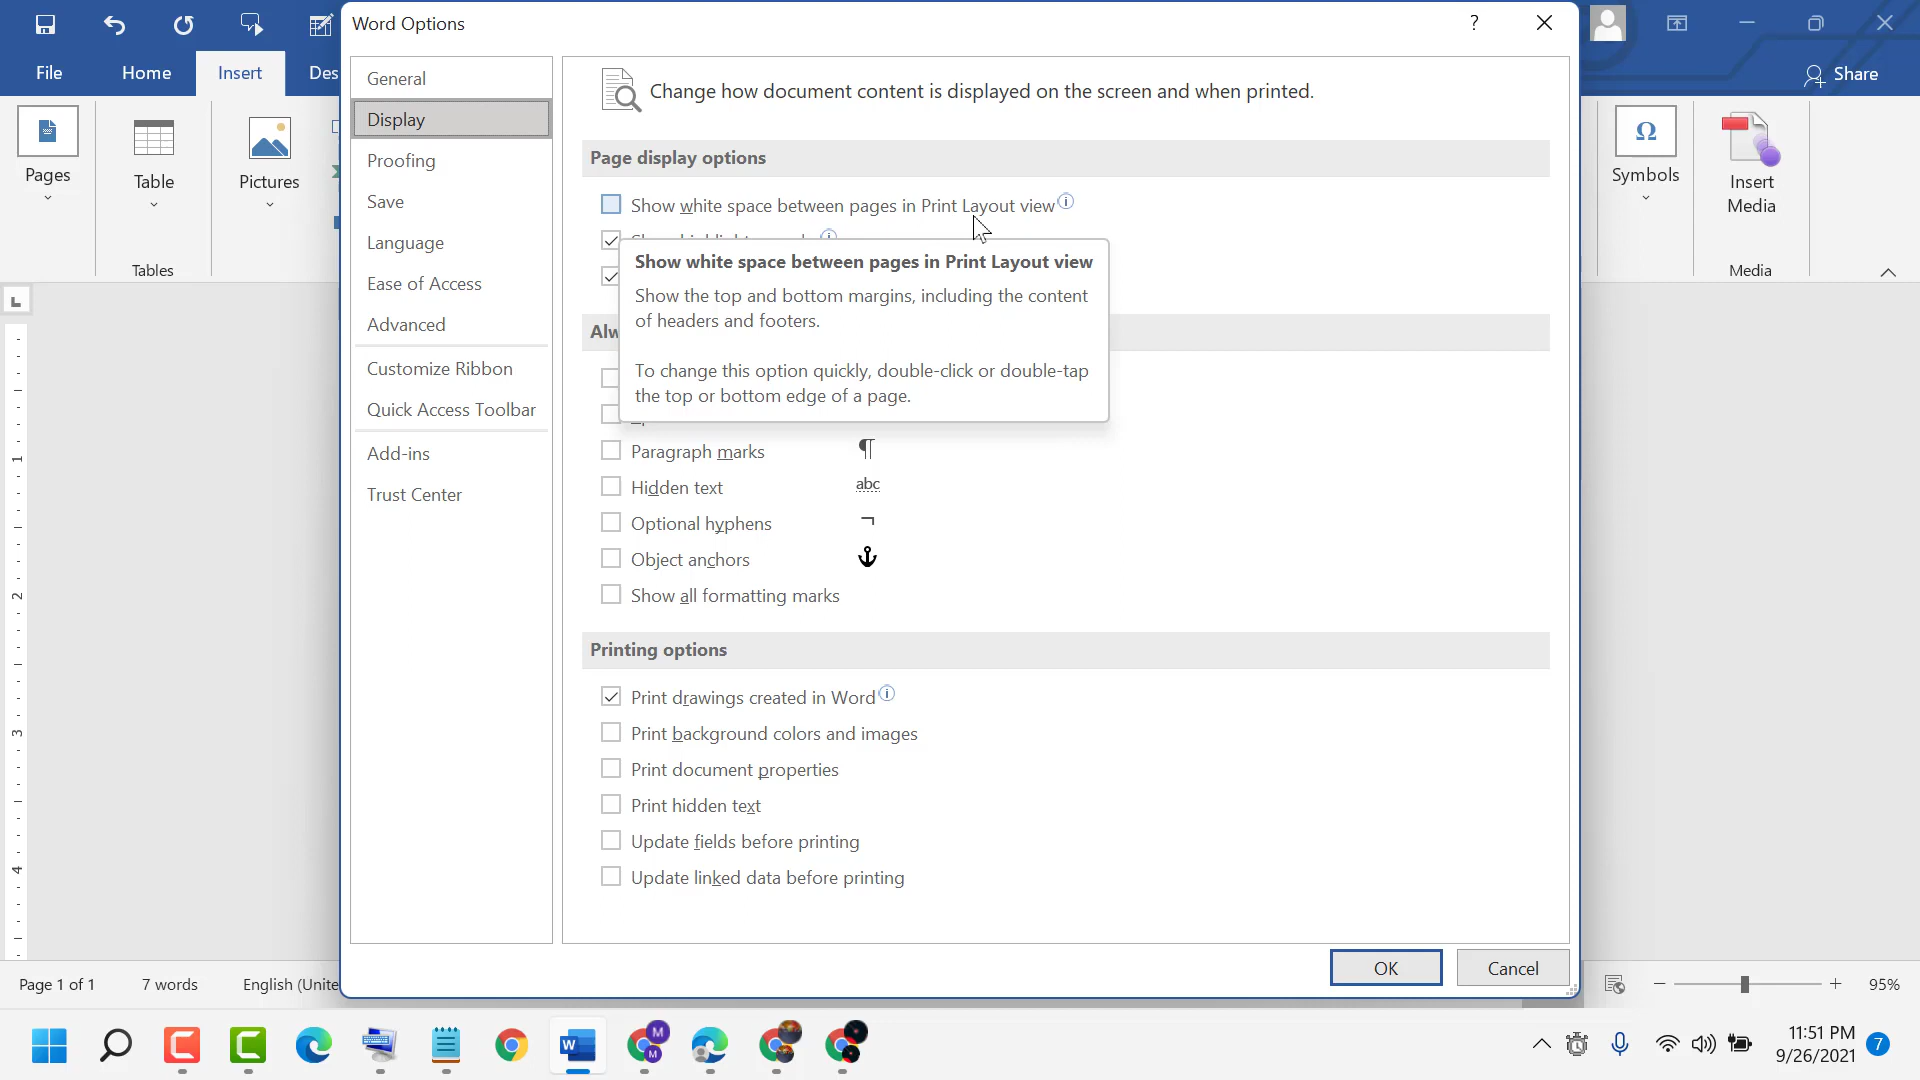 Word Options
?
File
Home
Insert
Des
Share
Pages
Table
Pictures
Tables
Symbols
Ω
Insert
Media
Media
General
Display
Proofing
Save
Language
Ease of Access
Advanced
Customize Ribbon
Quick Access Toolbar
Add-ins
Trust Center
Change how document content is displayed on the screen and when printed.
Page display options
Show white space between pages in Print Layout view
Show white space between pages in Print Layout view
Show the top and bottom margins, including the content
of headers and footers.
To change this option quickly, double-click or double-tap
the top or bottom edge of a page.
Alw
Paragraph marks ¶
Hidden text abc
Optional hyphens ¬
Object anchors
Show all formatting marks
Printing options
Print drawings created in Word
Print background colors and images
Print document properties
Print hidden text
Update fields before printing
Update linked data before printing
OK
Cancel
1
2
3
4
Page 1 of 1
7 words
English (Unite
95%
W
M
M
11:51 PM
9/26/2021
7